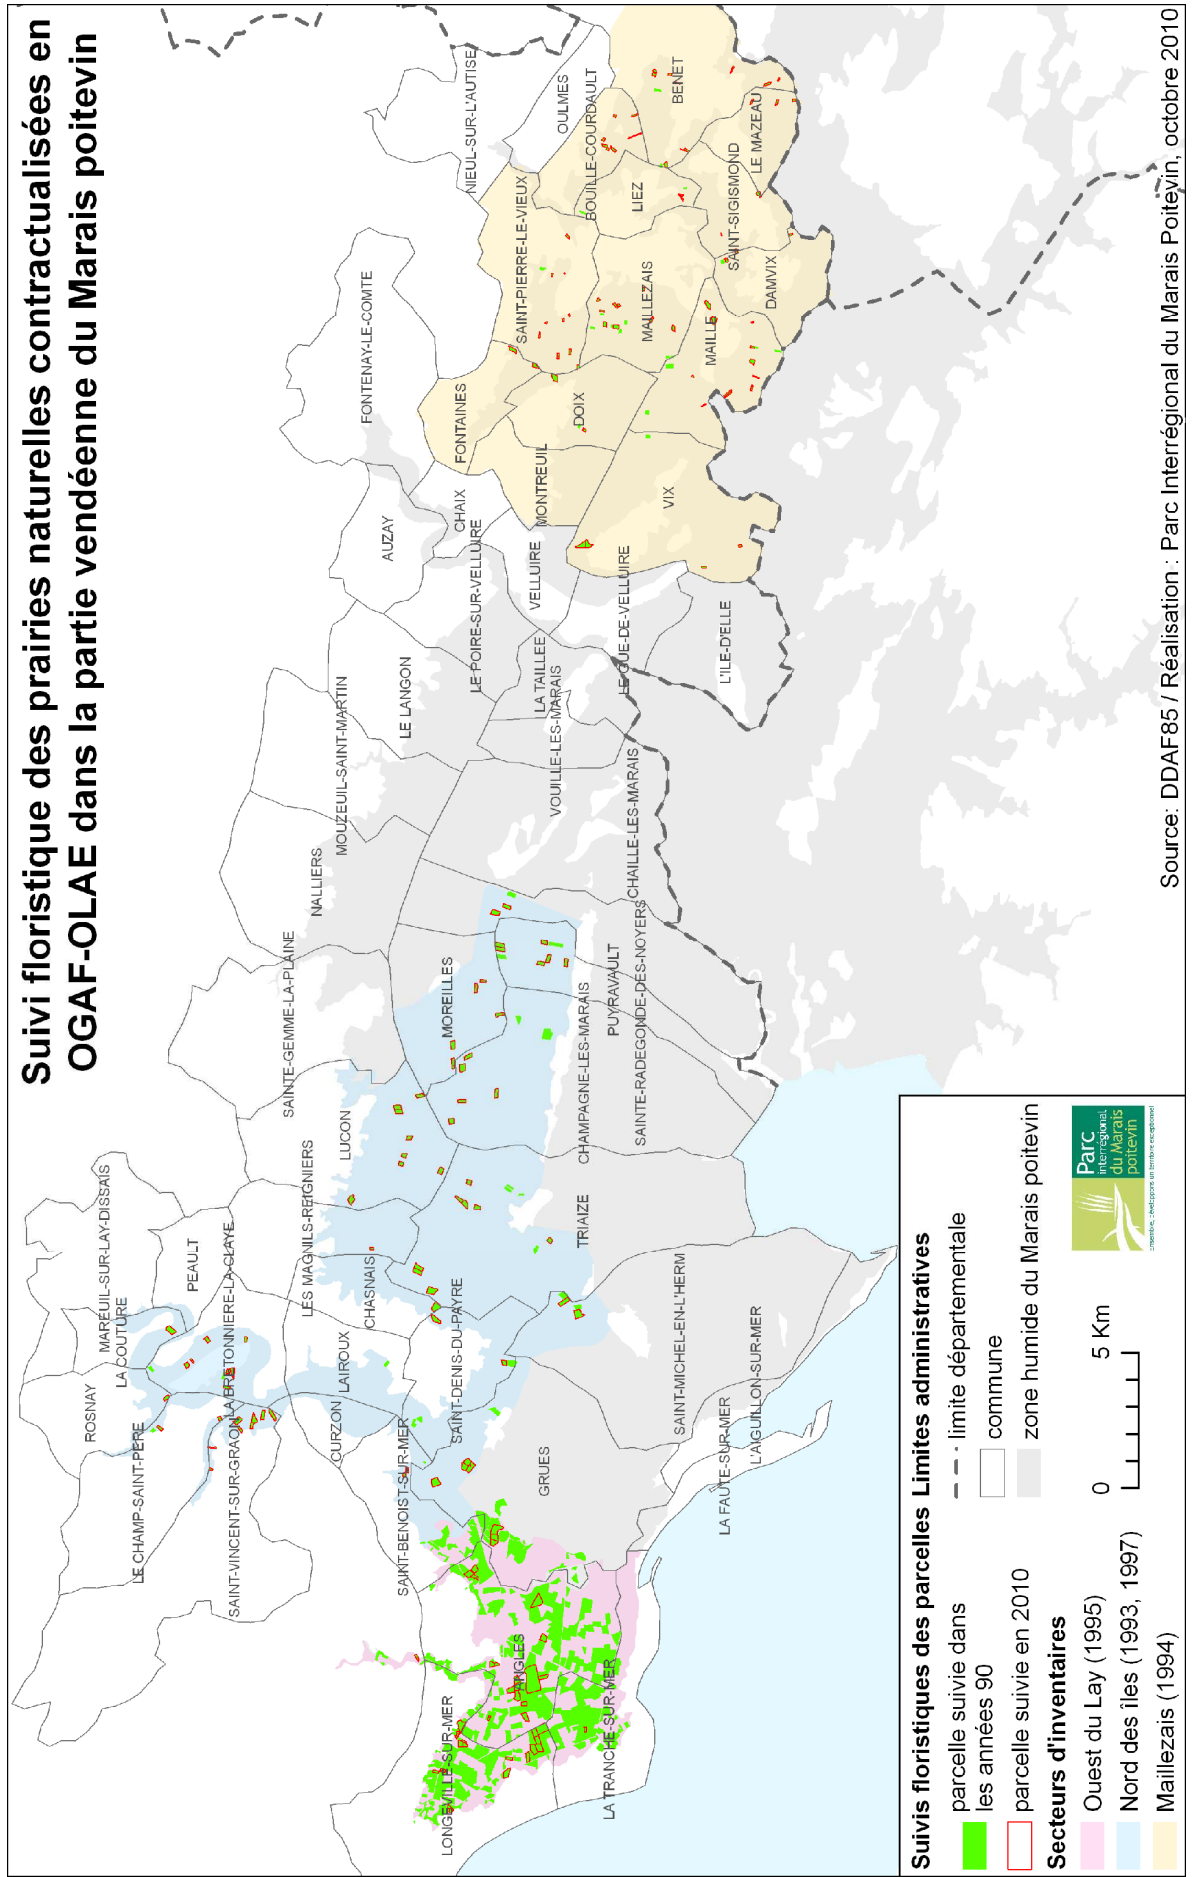 Suivi floristique des prairies naturelles contractualisées en
OGAF-OLAE dans la partie vendéenne du Marais poitevin
MAREUIL-SUR-LAY-DISSAIS
ROSNAY
LA COUTURE
PEAULT
LE CHAMP-SAINT-PERE
LA BRETONNIERE-LA-CLAYE
SAINT-VINCENT-SUR-GRAON
SAINTE-GEMME-LA-PLAINE
LES MAGNILS-REIGNIERS
LUCON
NALLIERS
MOUZEUIL-SAINT-MARTIN
FONTENAY-LE-COMTE
AUZAY
LE LANGON
CURZON
LAIROUX
CHASNAIS
SAINT-BENOIST-SUR-MER
SAINT-DENIS-DU-PAYRE
MOREILLES
LE POIRE-SUR-VELLUIRE
CHAIX
FONTAINES
NIEUL-SUR-L'AUTISE
LONGEVILLE-SUR-MER
ANGLES
GRUES
TRIAIZE
CHAMPAGNE-LES-MARAIS
PUYRAVAULT
SAINTE-RADEGONDE-DES-NOYERS
CHAILLE-LES-MARAIS
VOUILLE-LES-MARAIS
LA TAILLEE
VELLUIRE
MONTREUIL
DOIX
SAINT-PIERRE-LE-VIEUX
OULMES
BOUILLE-COURDAULT
LA TRANCHE-SUR-MER
LE GUE-DE-VELLUIRE
VIX
MAILLEZAIS
LIEZ
BENET
SAINT-MICHEL-EN-L'HERM
LA FAUTE-SUR-MER
L'AIGUILLON-SUR-MER
L'ILE-D'ELLE
MAILLE
DAMVIX
SAINT-SIGISMOND
LE MAZEAU
Suivis floristiques des parcelles
parcelle suivie dans
les années 90
parcelle suivie en 2010
Secteurs d'inventaires
Ouest du Lay (1995)
Nord des îles (1993, 1997)
Maillezais (1994)
Limites administratives
limite départementale
commune
zone humide du Marais poitevin
0 5 Km
Parc
interrégional
du Marais
poitevin
Ensemble, développons un territoire exceptionnel
Source: DDAF85 / Réalisation : Parc Interrégional du Marais Poitevin, octobre 2010